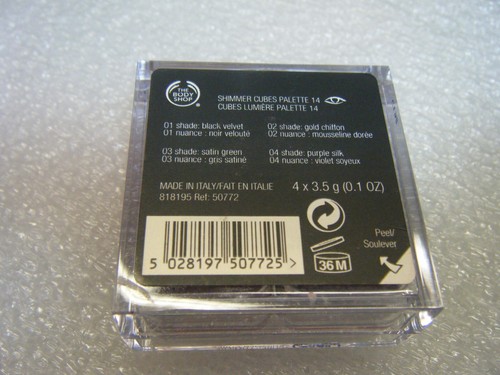 THE
BODY
SHOP®
SHIMMER CUBES PALETTE 14
CUBES LUMIÈRE PALETTE 14
01 shade: black velvet
01 nuance : noir velouté
02 shade: gold chiffon
02 nuance : mousseline dorée
03 shade: satin green
03 nuance : gris satiné
04 shade: purple silk
04 nuance : violet soyeux
MADE IN ITALY/FAIT EN ITALIE
818195 Ref: 50772
4 x 3.5 g (0.1 OZ)
36M
Peel/
Soulever
5 028197 507725 >